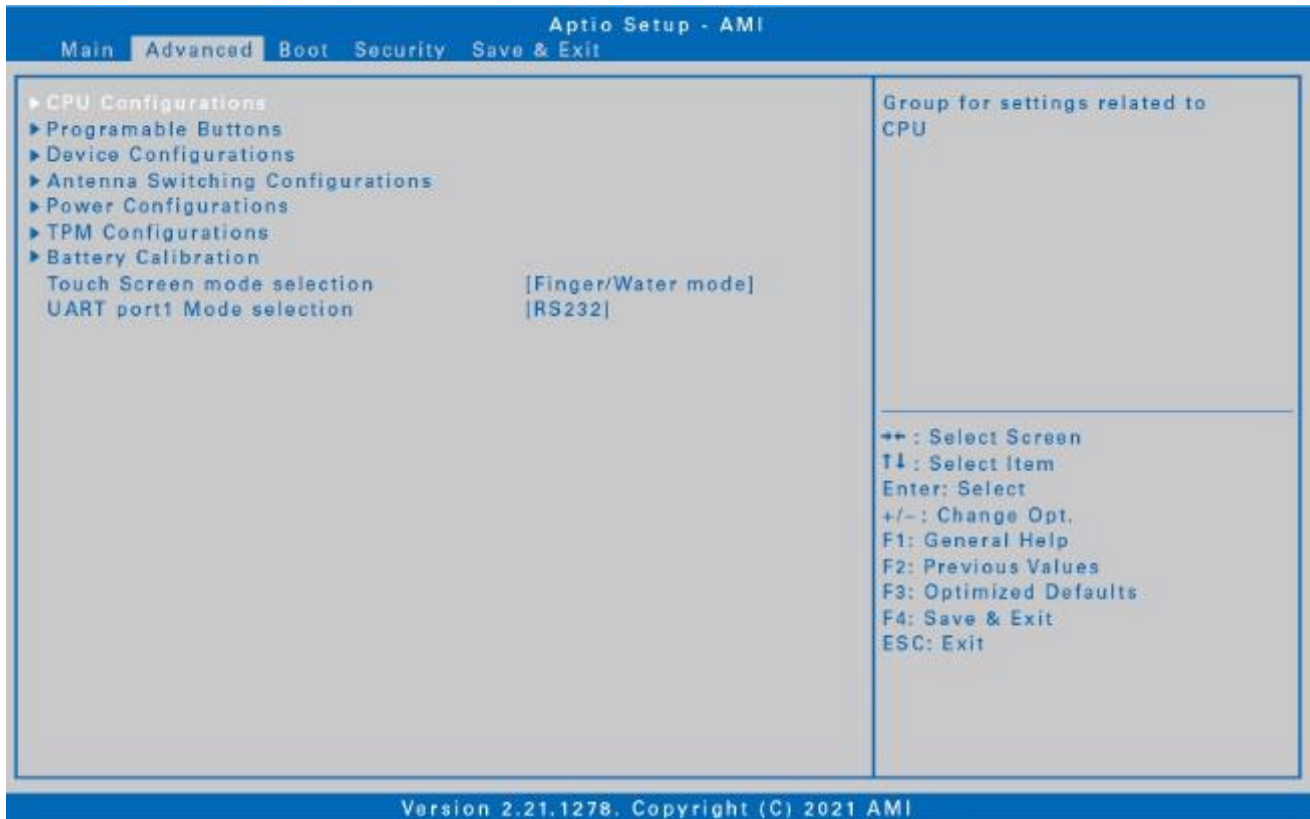 Aptio Setup - AMI
Main Advanced Boot Security Save & Exit
▶CPU Configurations
▶Programable Buttons
▶Device Configurations
▶Antenna Switching Configurations
▶Power Configurations
▶TPM Configurations
▶Battery Calibration
Touch Screen mode selection [Finger/Water mode]
UART port1 Mode selection [RS232]
Group for settings related to
CPU
→←: Select Screen
↑↓: Select Item
Enter: Select
+/-: Change Opt.
F1: General Help
F2: Previous Values
F3: Optimized Defaults
F4: Save & Exit
ESC: Exit
Version 2.21.1278. Copyright (C) 2021 AMI